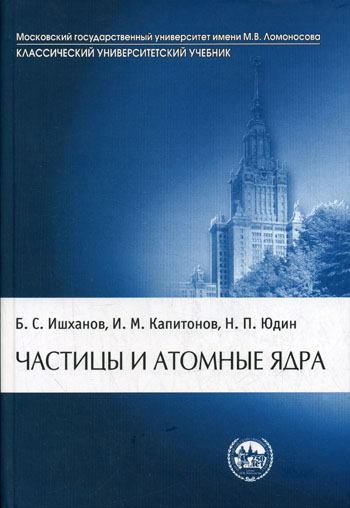 Московский государственный университет имени М.В. Ломоносова
КЛАССИЧЕСКИЙ УНИВЕРСИТЕТСКИЙ УЧЕБНИК
Б. С. Ишханов, И. М. Капитонов, Н. П. Юдин
ЧАСТИЦЫ И АТОМНЫЕ ЯДРА